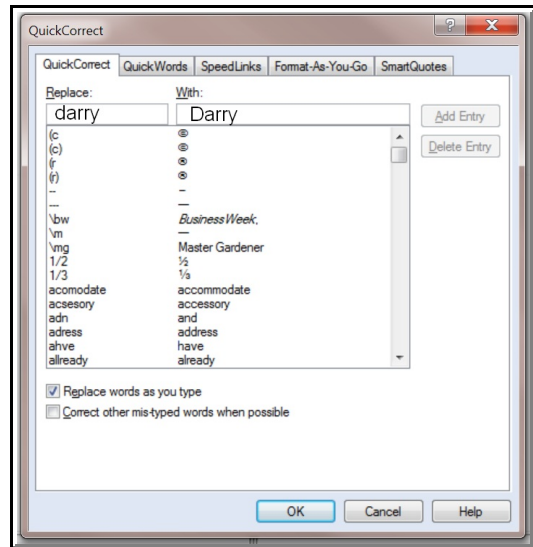 QuickCorrect
QuickCorrect QuickWords SpeedLinks Format-As-You-Go SmartQuotes
Replace: With:
darry Darry Add Entry
(c ©
(c) © Delete Entry
(r ®
(r) ®
-- –
--- —
\bw BusinessWeek,
\m —
\mg Master Gardener
1/2 ½
1/3 ⅓
acomodate accommodate
acsesory accessory
adn and
adress address
ahve have
allready already
Replace words as you type
Correct other mis-typed words when possible
OK Cancel Help